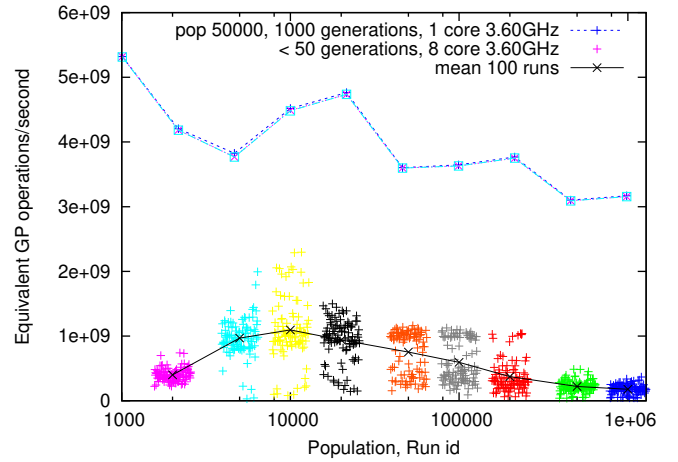 pop 50000, 1000 generations, 1 core 3.60GHz
< 50 generations, 8 core 3.60GHz
mean 100 runs
6e+09
5e+09
4e+09
3e+09
2e+09
1e+09
0
Equivalent GP operations/second
1000 10000 100000 1e+06
Population, Run id